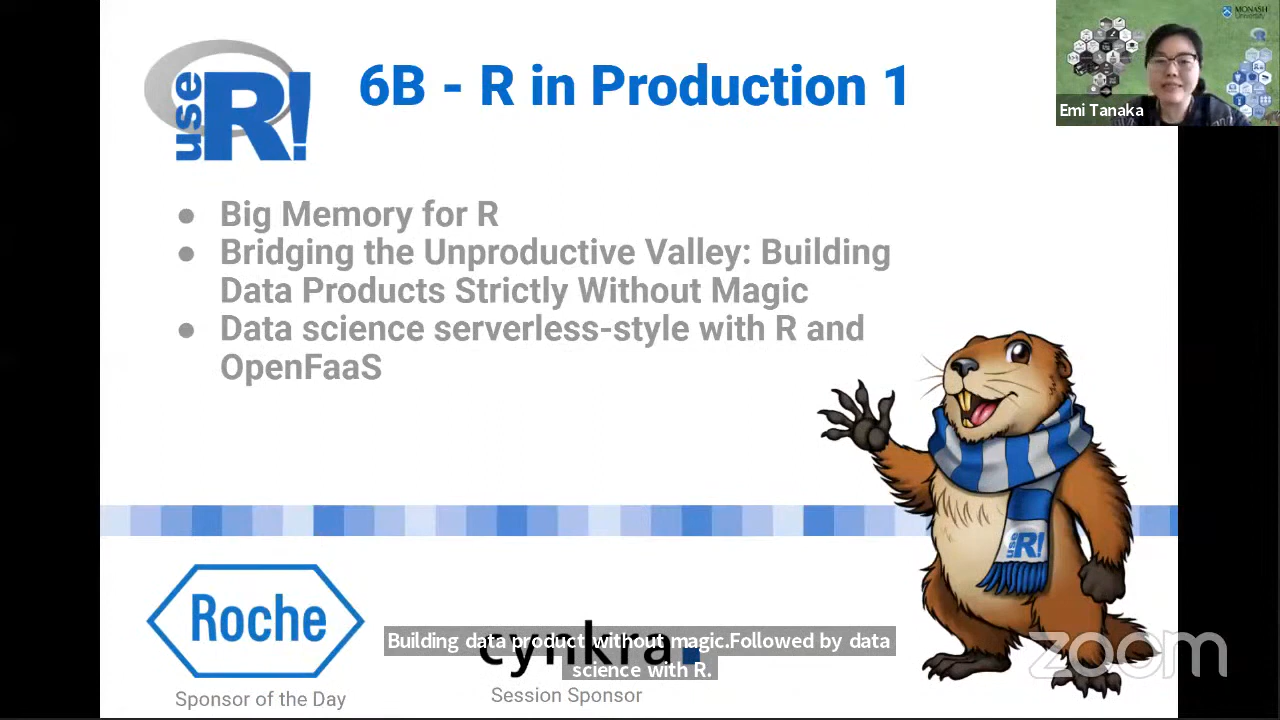 MONASH
University
Emi Tanaka
use
R!
6B - R in Production 1
● Big Memory for R
● Bridging the Unproductive Valley: Building
Data Products Strictly Without Magic
● Data science serverless-style with R and
OpenFaaS
use
R!
Roche
Sponsor of the Day
cynkra
Building data product without magic.Followed by data
science with R.
Session Sponsor
zoom